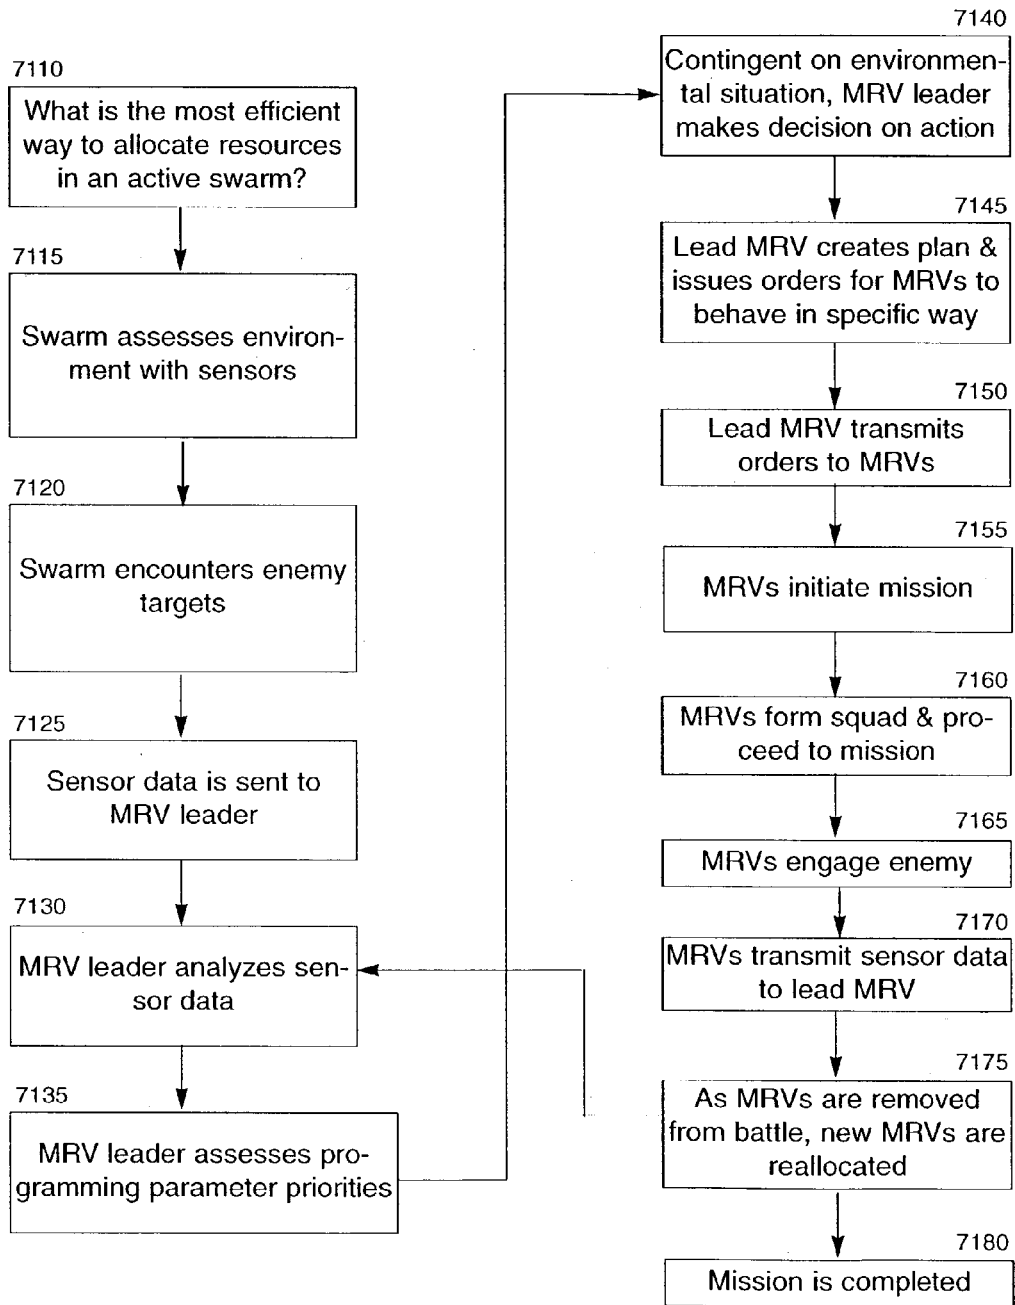 7110
What is the most efficient
way to allocate resources
in an active swarm?
7115
Swarm assesses environ-
ment with sensors
7120
Swarm encounters enemy
targets
7125
Sensor data is sent to
MRV leader
7130
MRV leader analyzes sen-
sor data
7135
MRV leader assesses pro-
gramming parameter priorities
7140
Contingent on environmen-
tal situation, MRV leader
makes decision on action
7145
Lead MRV creates plan &
issues orders for MRVs to
behave in specific way
7150
Lead MRV transmits
orders to MRVs
7155
MRVs initiate mission
7160
MRVs form squad & pro-
ceed to mission
7165
MRVs engage enemy
7170
MRVs transmit sensor data
to lead MRV
7175
As MRVs are removed
from battle, new MRVs are
reallocated
7180
Mission is completed